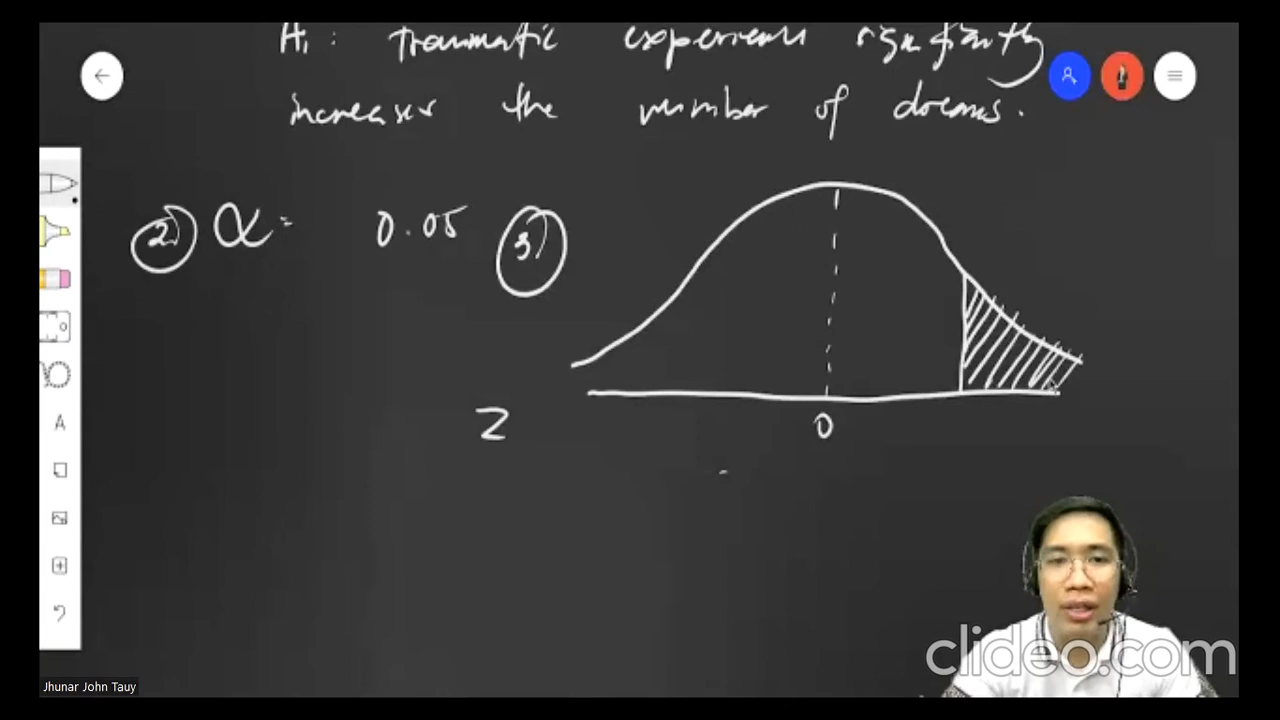 H₁ : traumatic experiences significantly
increases the number of dreams.
2) α = 0.05 3)
Z
0
A
clideo.com
Jhunar John Tauy